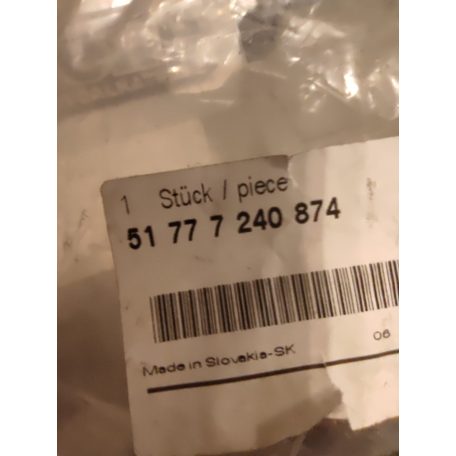 1 Stück / piece
51 77 7 240 874
Made in Slovakia-SK 06